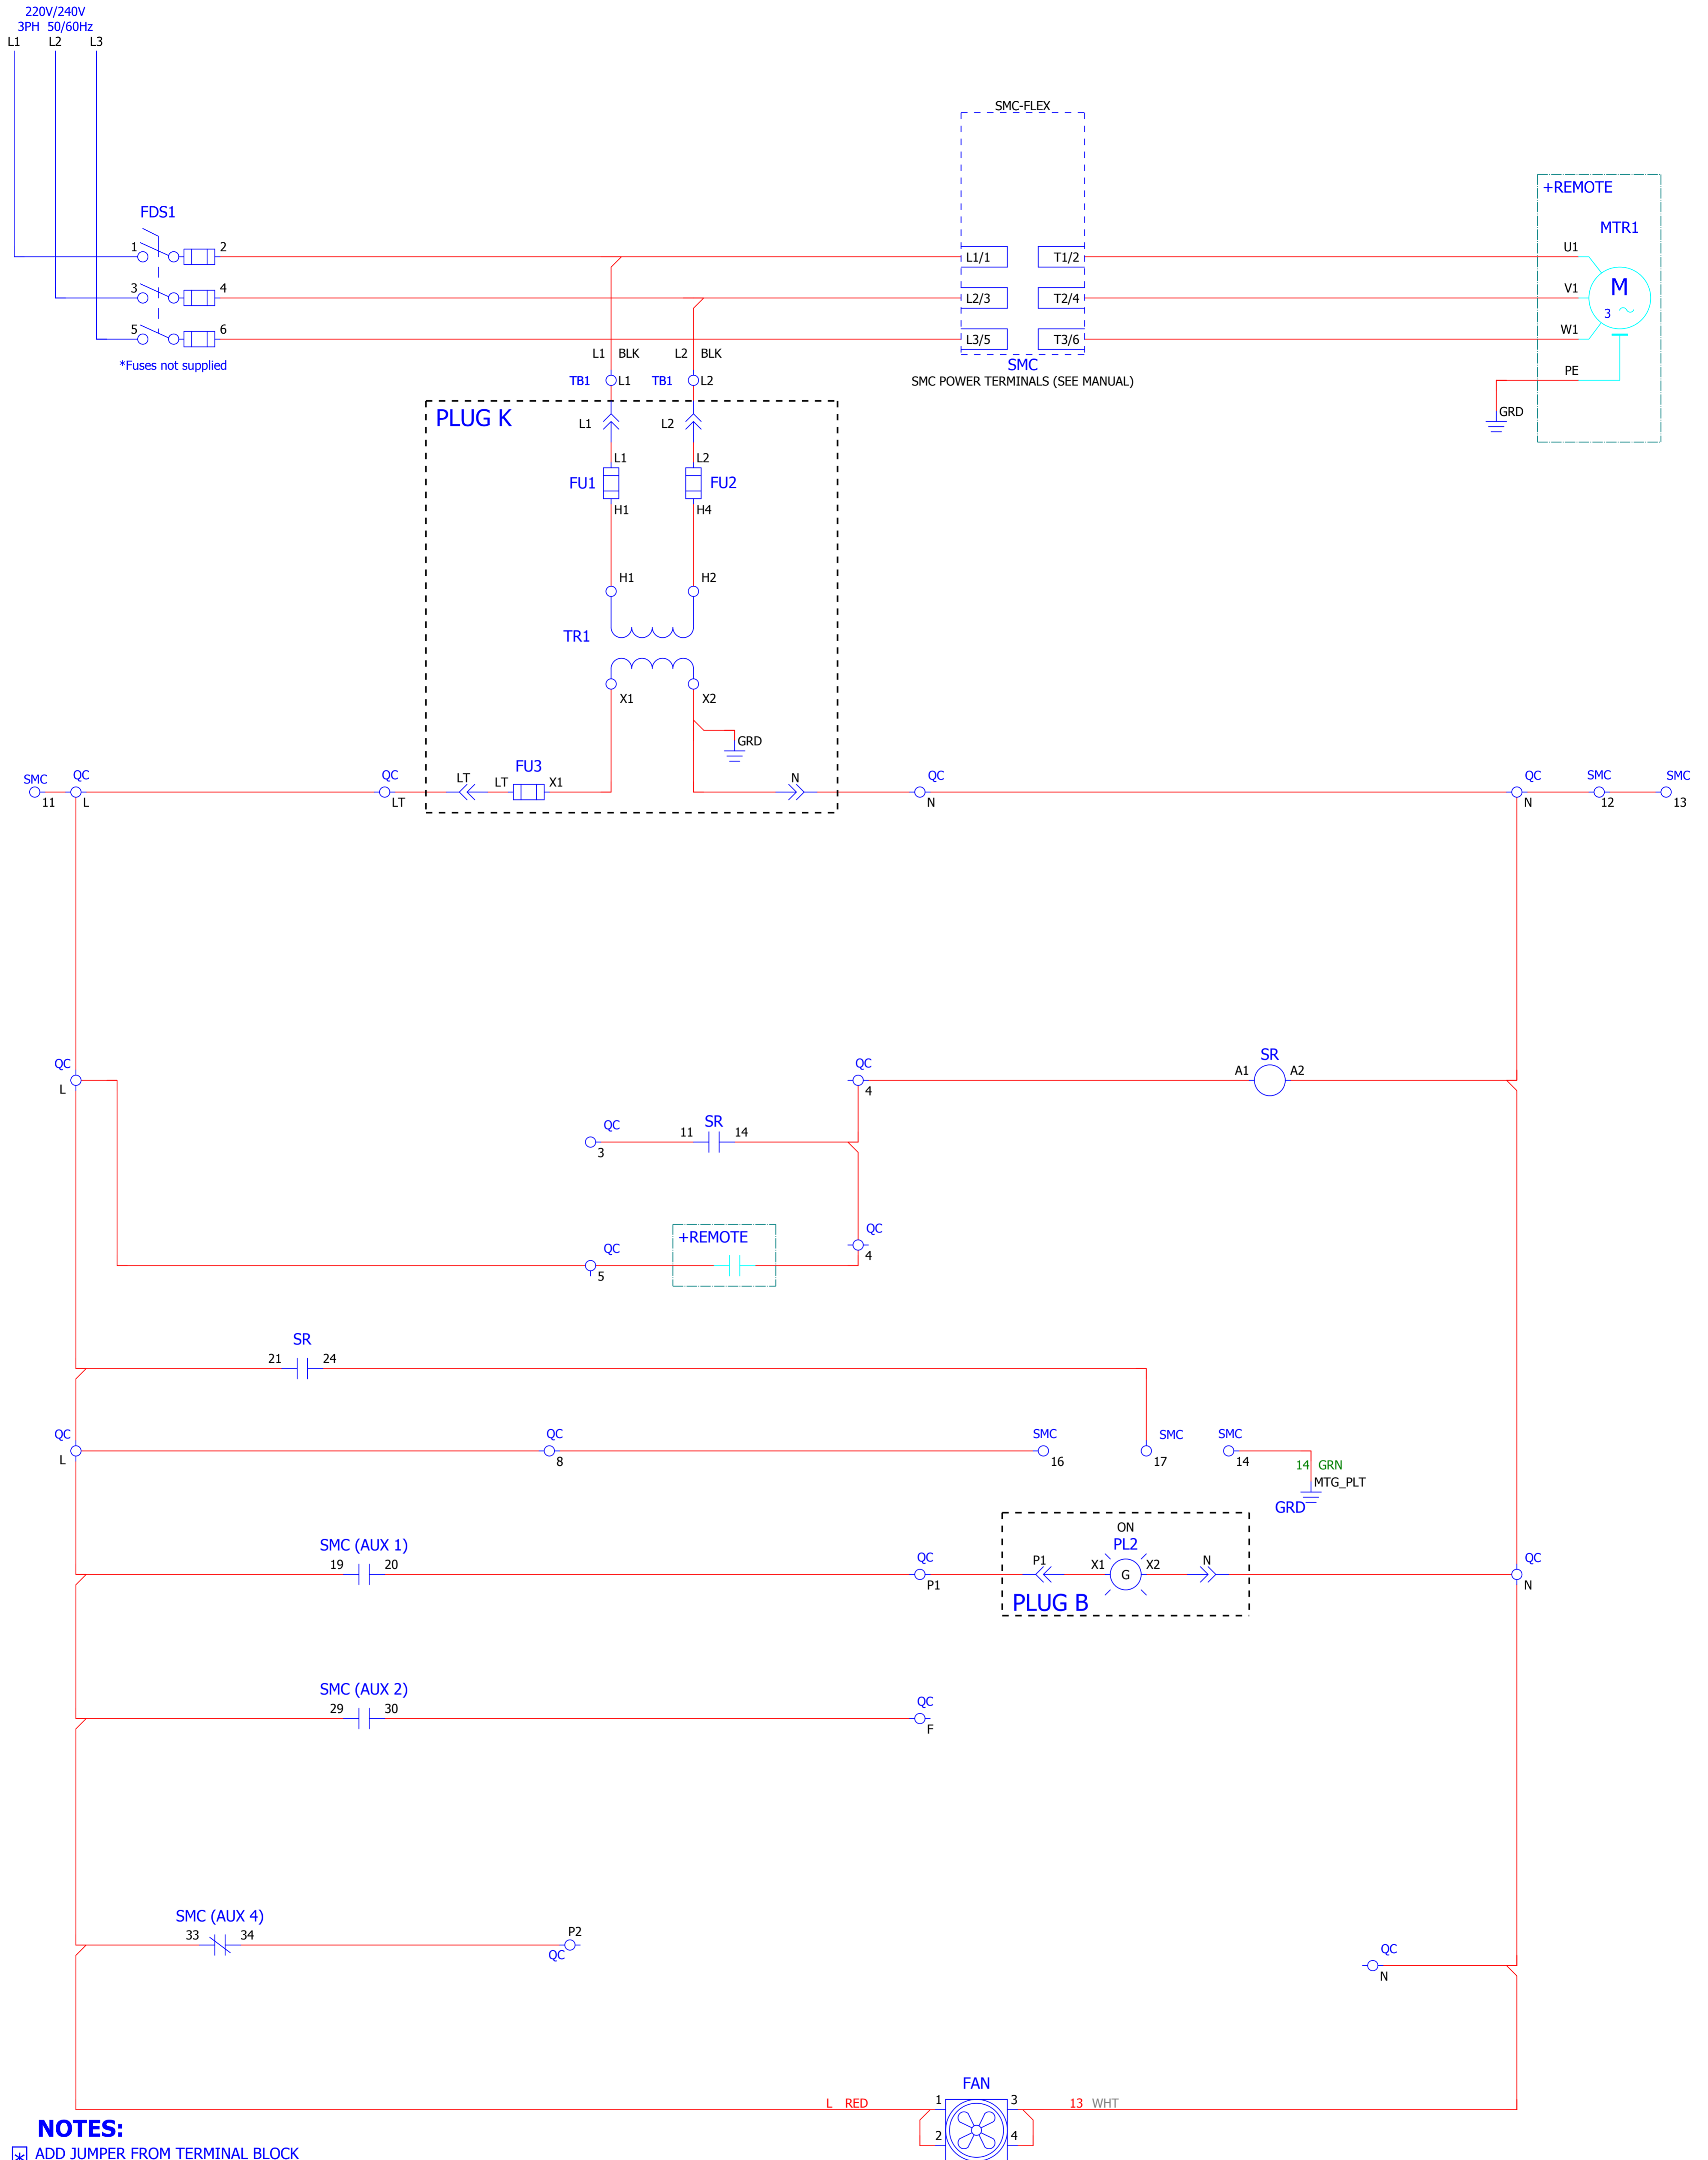 220V/240V
3PH 50/60Hz
L1 L2 L3
SMC-FLEX
+REMOTE
FDS1
MTR1
1 2
L1/1 T1/2
U1
3 4
L2/3 T2/4
V1
M
3
5 6
L3/5 T3/6
W1
*Fuses not supplied
L1 BLK L2 BLK
SMC
SMC POWER TERMINALS (SEE MANUAL)
PE
TB1 L1 TB1 L2
GRD
PLUG K
L1 L2
L1 L2
FU1 FU2
H1 H4
H1 H2
TR1
X1 X2
GRD
FU3
SMC QC QC LT LT X1 N QC QC SMC SMC
11 L LT N N 12 13
SR
QC QC A1 A2
L 4
SR
QC 11 14
3
+REMOTE
QC QC
5 4
SR
21 24
QC QC SMC SMC SMC
L 8 16 17 14
14 GRN
MTG_PLT
GRD
ON
SMC (AUX 1) PL2
19 20 QC P1 X1 G X2 N QC
P1 N
PLUG B
SMC (AUX 2)
29 30 QC
F
SMC (AUX 4)
33 34 P2
QC
QC
N
FAN
L RED 1 3 13 WHT
2 4
NOTES:
* ADD JUMPER FROM TERMINAL BLOCK